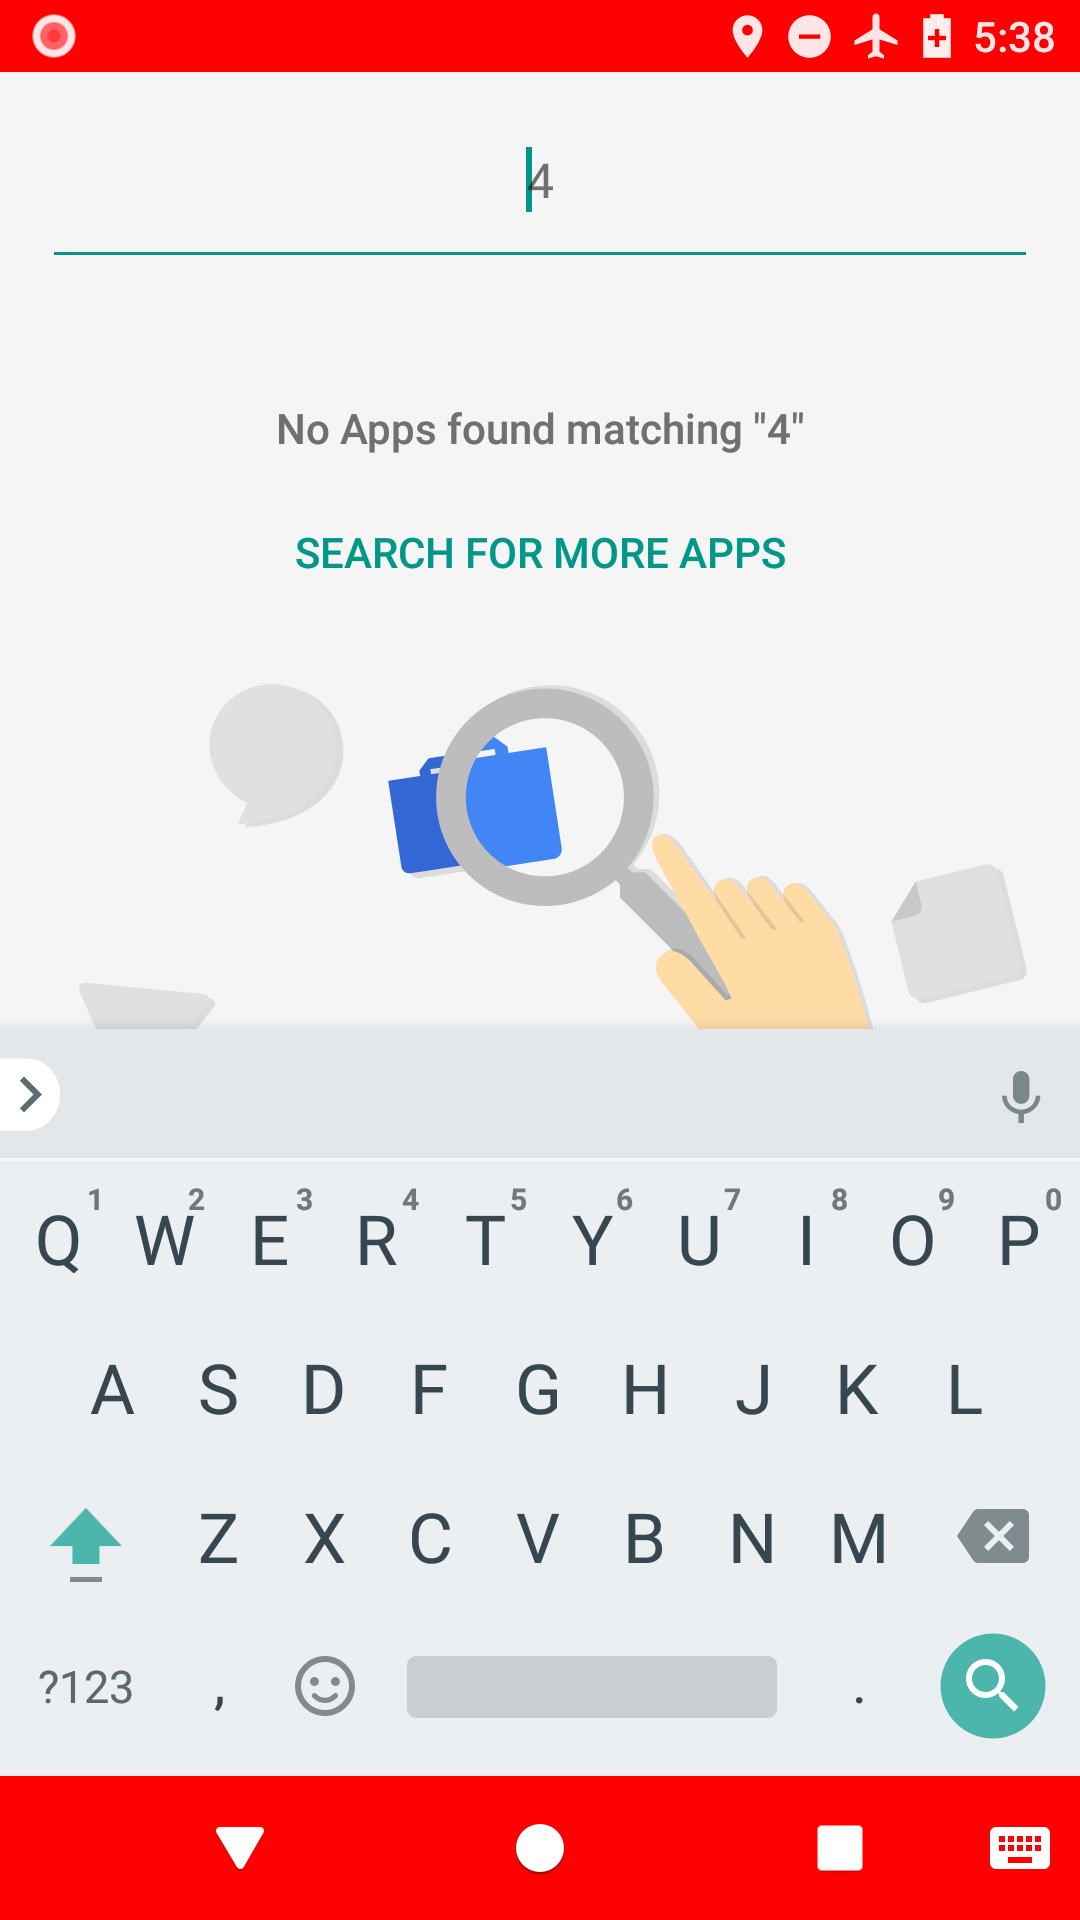 5:38
4
No Apps found matching "4"
SEARCH FOR MORE APPS
1 2 3 4 5 6 7 8 9 0
Q W E R T Y U I O P
A S D F G H J K L
Z X C V B N M
?123 , .